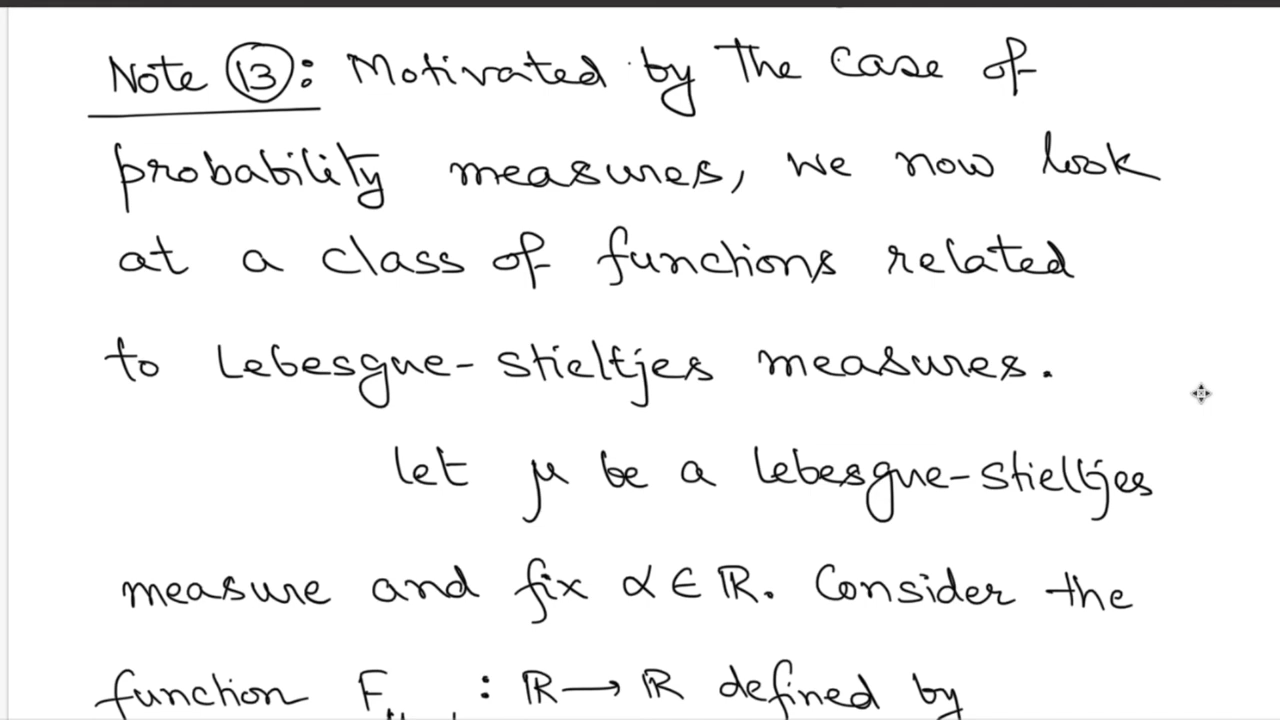 Note 13: Motivated by the case of
probability measures, we now look
at a class of functions related
to Lebesgue-Stieltjes measures.
Let μ be a Lebesgue-Stieltjes
measure and fix α ∈ ℝ. Consider the
function F : ℝ → ℝ defined by